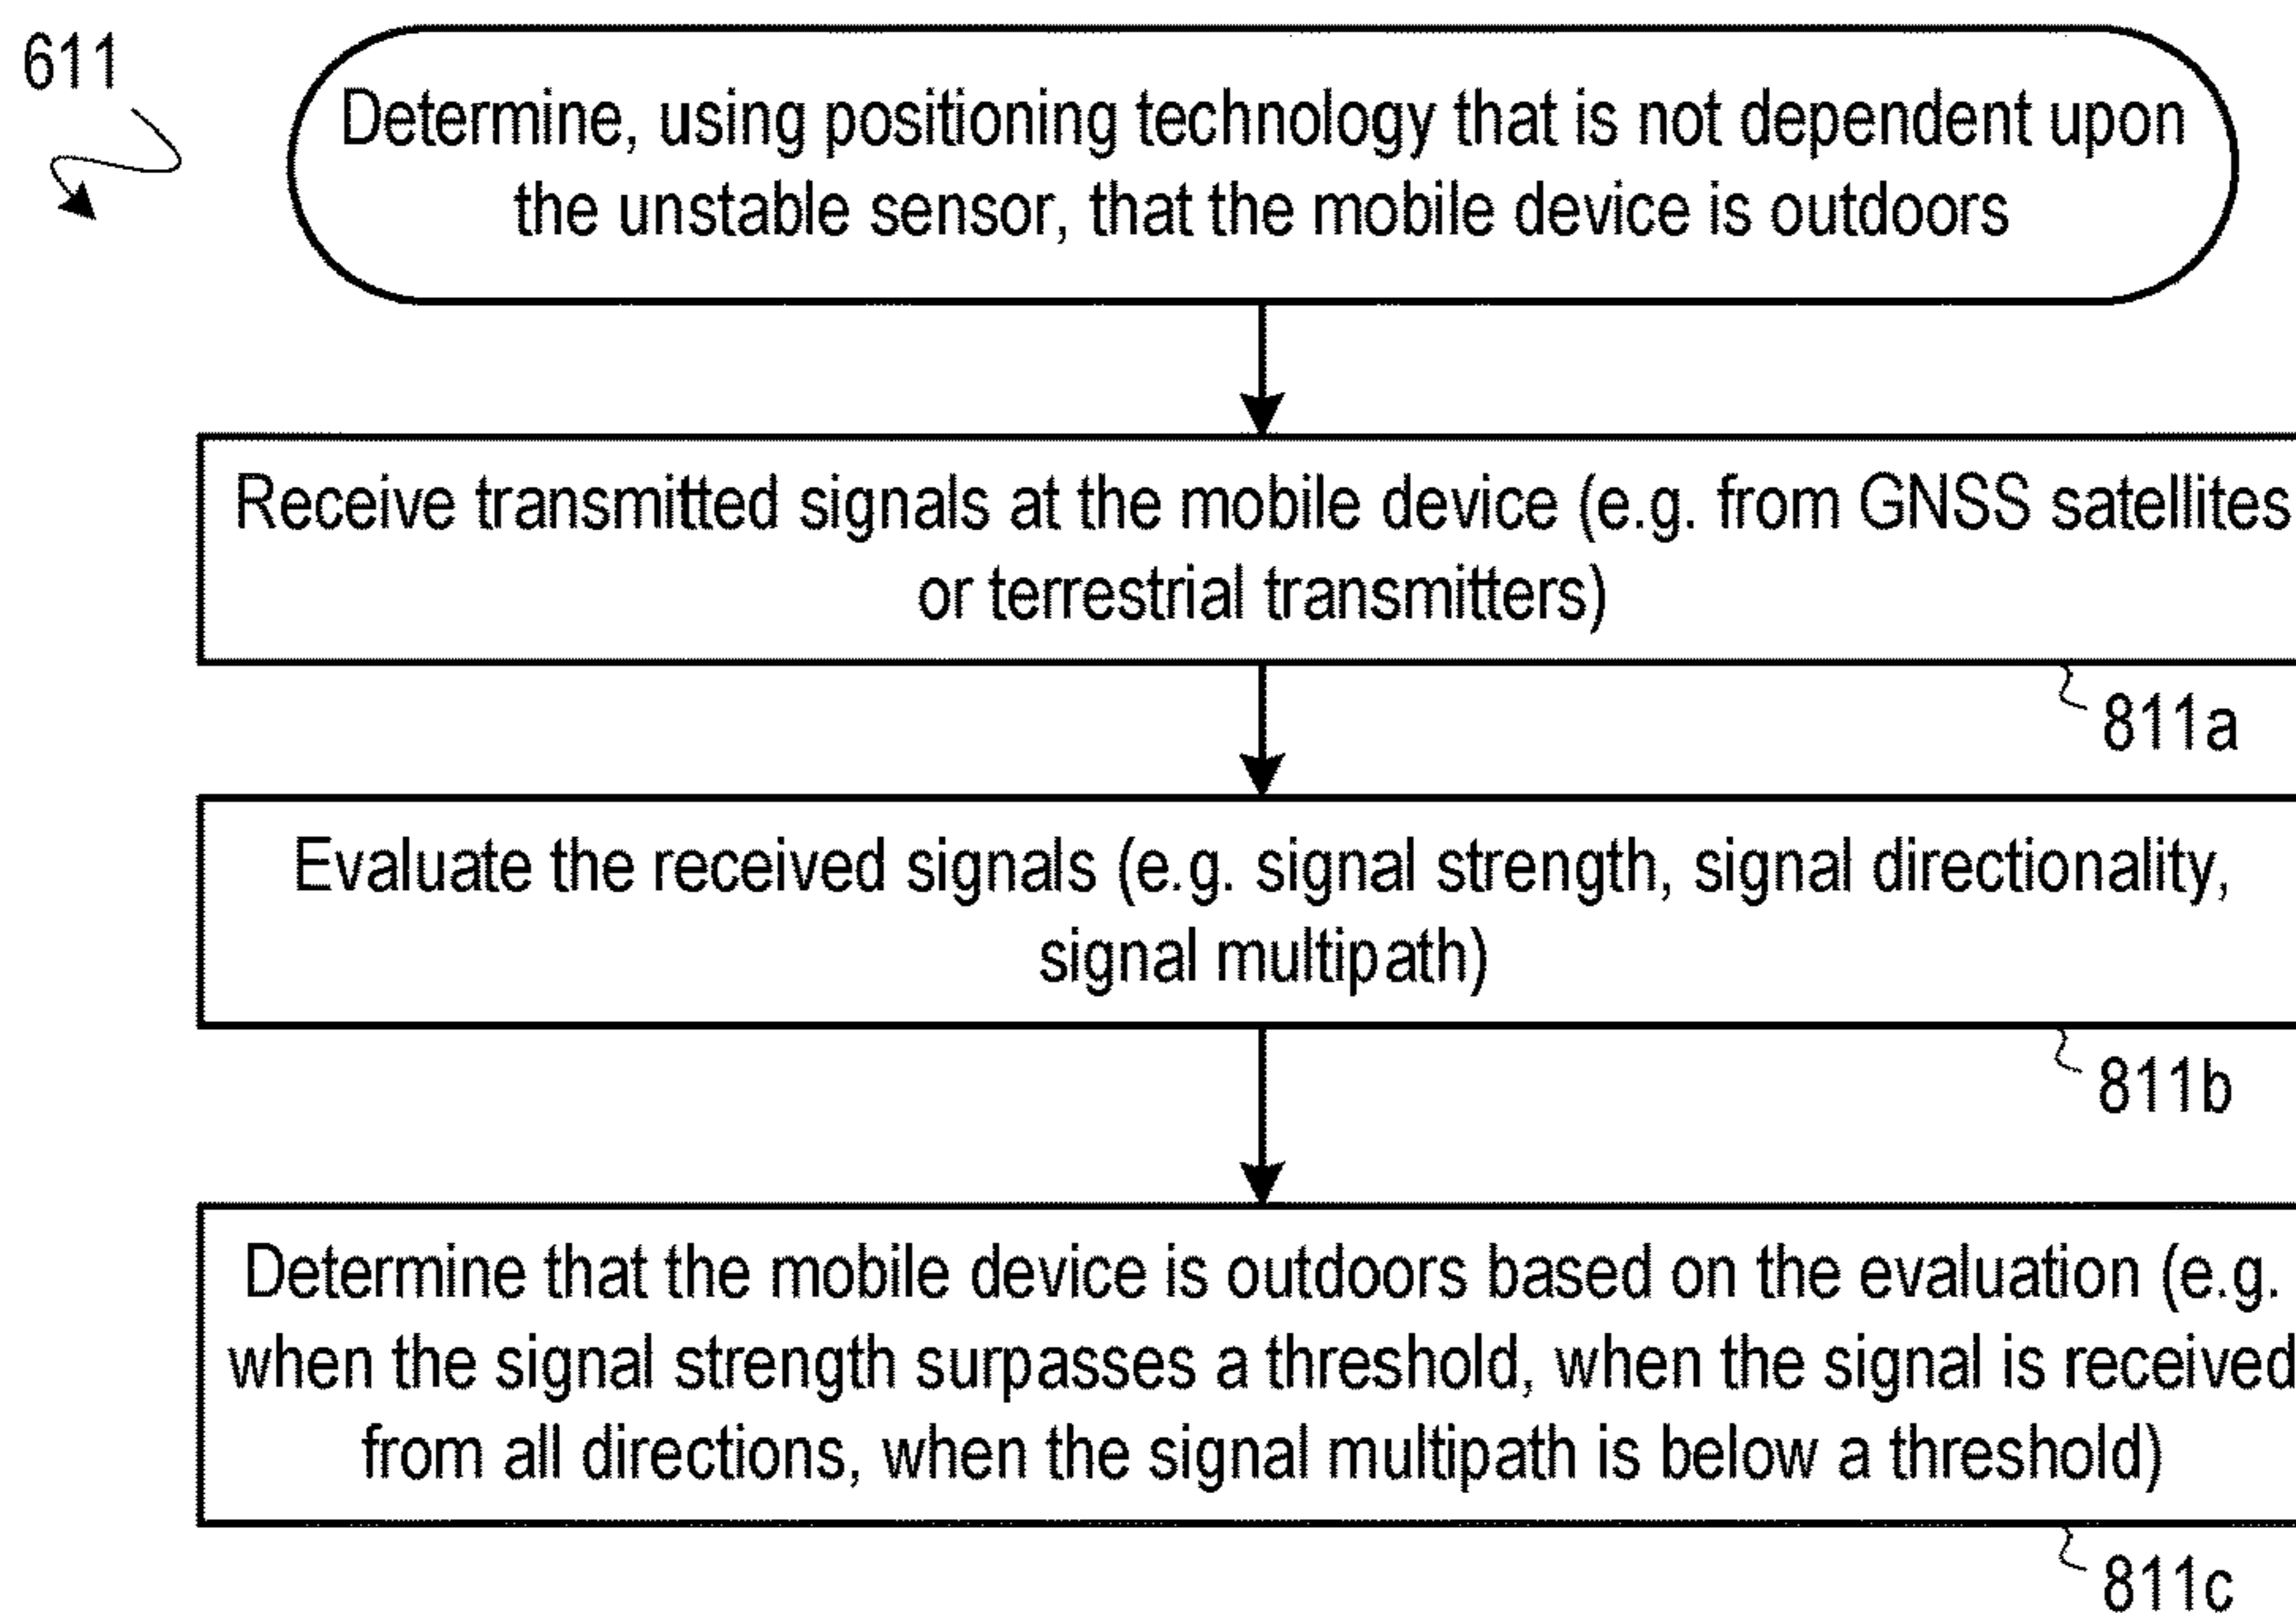 611
Determine, using positioning technology that is not dependent upon
the unstable sensor, that the mobile device is outdoors
Receive transmitted signals at the mobile device (e.g. from GNSS satellites
or terrestrial transmitters)
811a
Evaluate the received signals (e.g. signal strength, signal directionality,
signal multipath)
811b
Determine that the mobile device is outdoors based on the evaluation (e.g.
when the signal strength surpasses a threshold, when the signal is received
from all directions, when the signal multipath is below a threshold)
811c